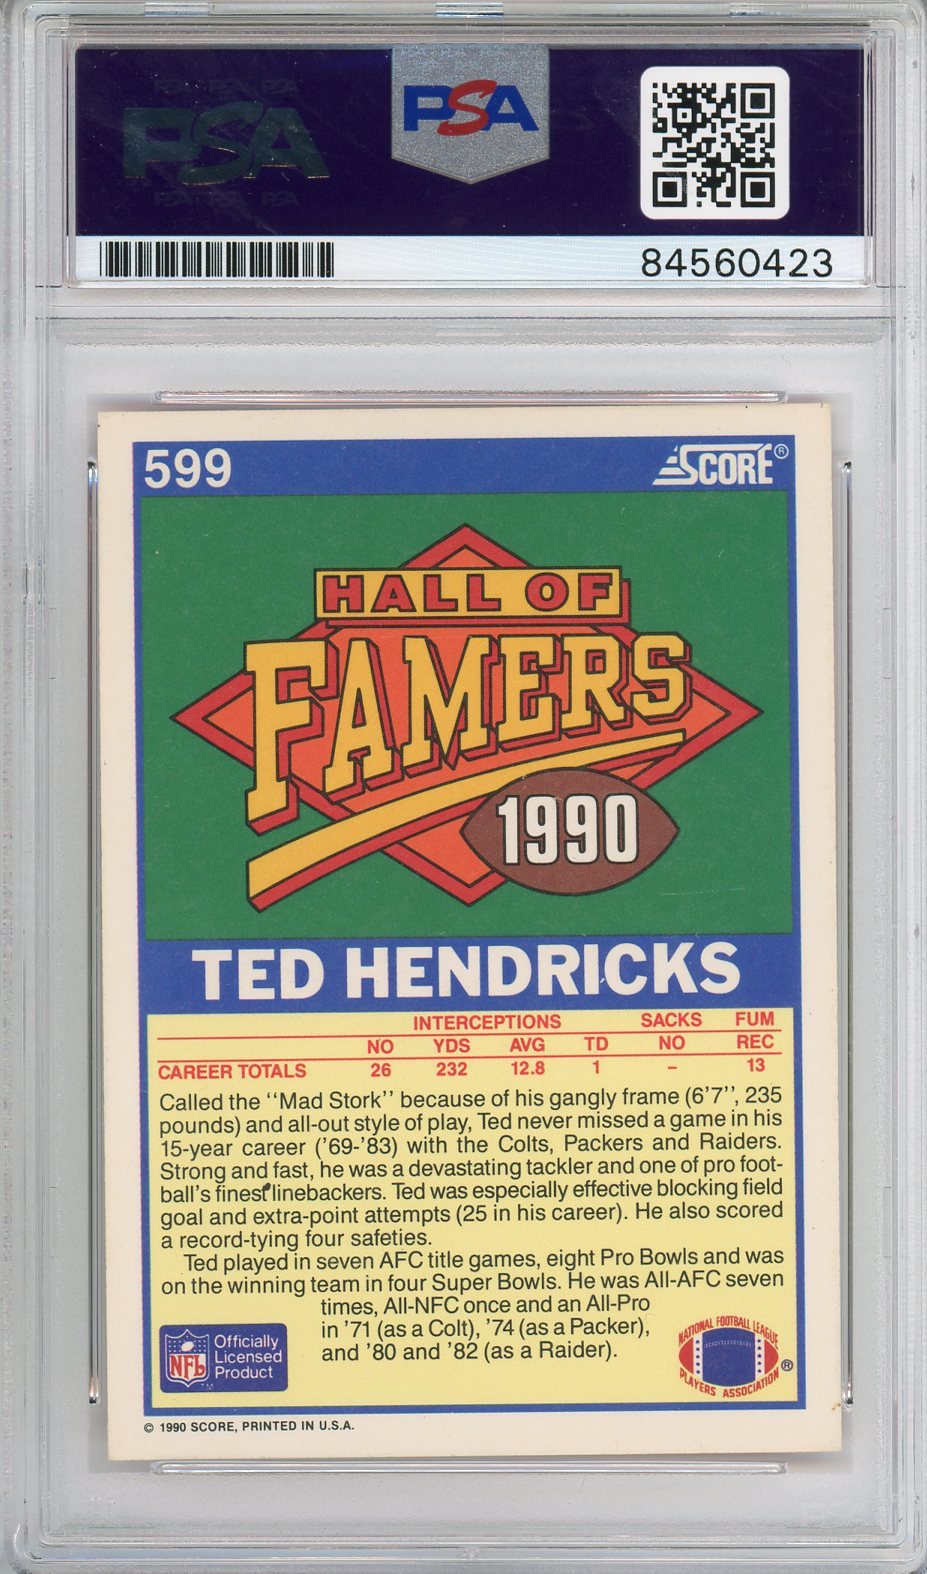 PSA PSA PSA
PSA
PSA PSA PSA
PSA
84560423
599
SCORE®
HALL OF
FAMERS
1990
TED HENDRICKS
INTERCEPTIONS SACKS FUM
NO YDS AVG TD NO REC
CAREER TOTALS 26 232 12.8 1 – 13
Called the "Mad Stork" because of his gangly frame (6'7", 235
pounds) and all-out style of play, Ted never missed a game in his
15-year career ('69-'83) with the Colts, Packers and Raiders.
Strong and fast, he was a devastating tackler and one of pro foot-
ball's finest linebackers. Ted was especially effective blocking field
goal and extra-point attempts (25 in his career). He also scored
a record-tying four safeties.
Ted played in seven AFC title games, eight Pro Bowls and was
on the winning team in four Super Bowls. He was All-AFC seven
times, All-NFC once and an All-Pro
in '71 (as a Colt), '74 (as a Packer),
and '80 and '82 (as a Raider).
NFL
TM
Officially
Licensed
Product
NATIONAL FOOTBALL LEAGUE
PLAYERS ASSOCIATION
®
© 1990 SCORE, PRINTED IN U.S.A.